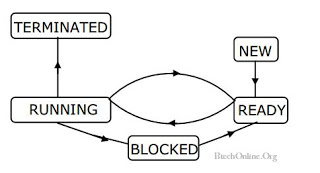 TERMINATED
NEW
RUNNING
READY
BLOCKED
BtechOnline.Org